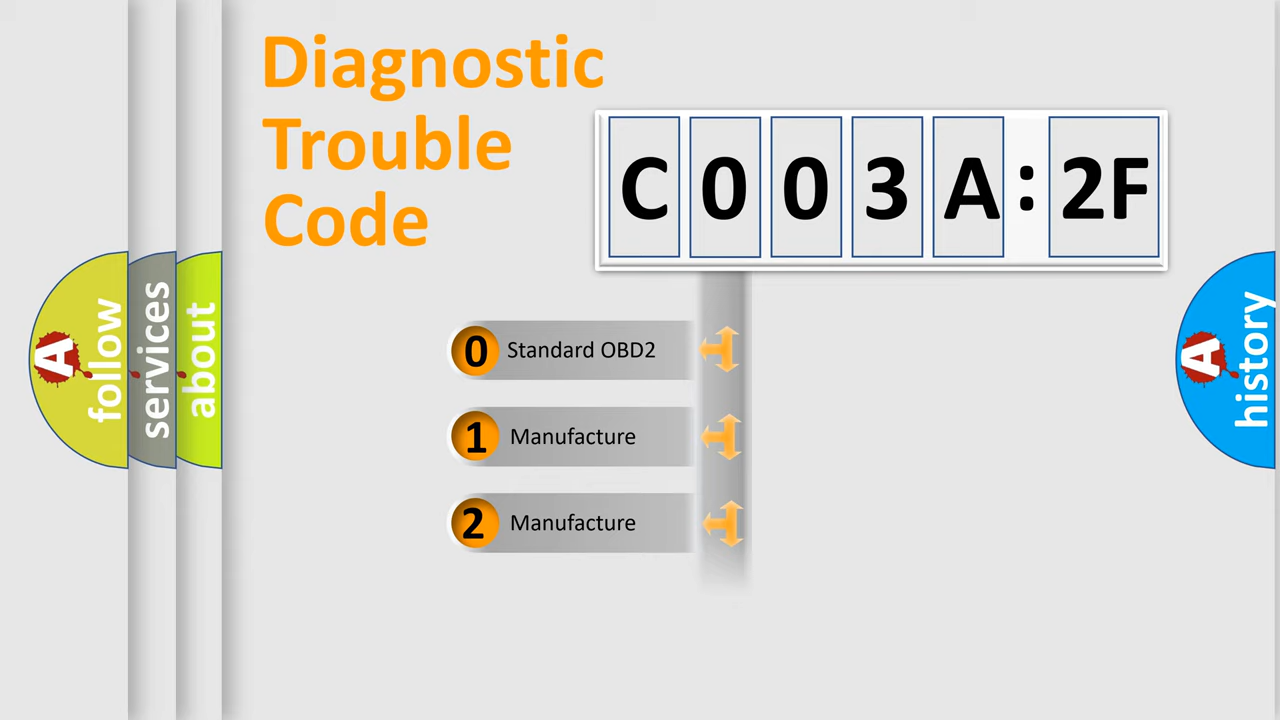 Diagnostic
Trouble
Code
C003A:2F
0 Standard OBD2
1 Manufacture
2 Manufacture
A follow
services
about
A history